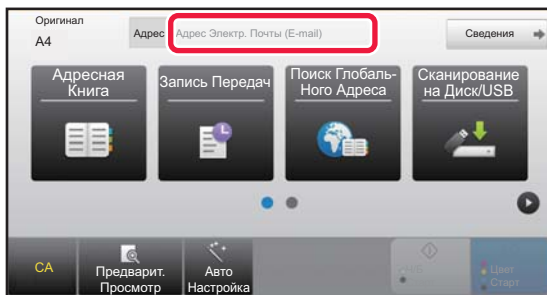 Оригинал
A4
Адрес
Адрес Электр. Почты (E-mail)
Сведения
Адресная
Книга
Запись Передач
Поиск Глобаль-
Ного Адреса
Сканирование
на Диск/USB
CA
Предварит.
Просмотр
Авто
Настройка
Цвет
Старт